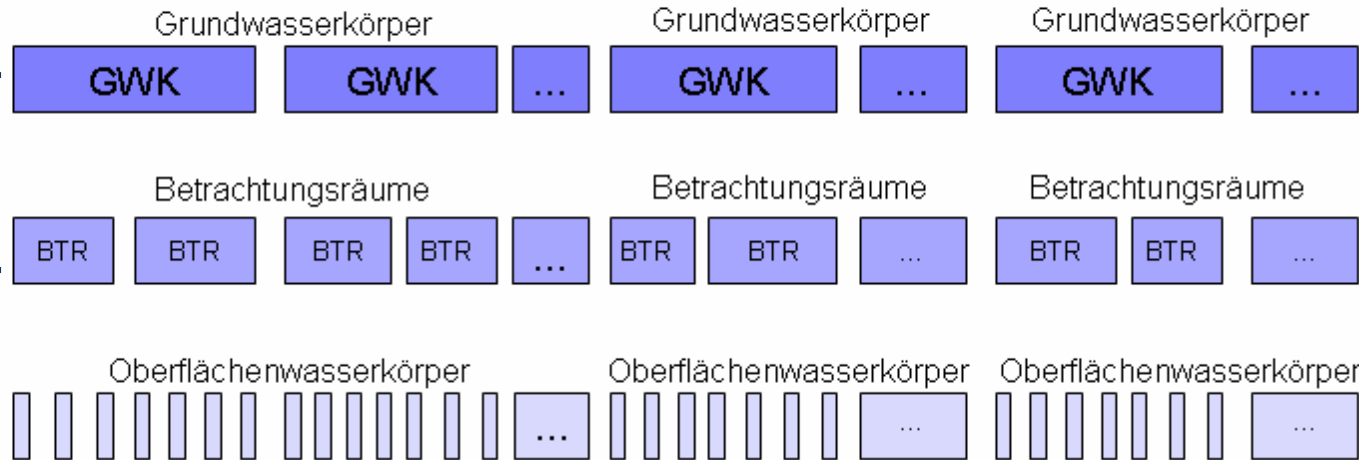 Grundwasserkörper Grundwasserkörper Grundwasserkörper
GWK GWK ... GWK ... GWK ...
Betrachtungsräume Betrachtungsräume Betrachtungsräume
BTR BTR BTR BTR ... BTR BTR ... BTR BTR ...
Oberflächenwasserkörper Oberflächenwasserkörper Oberflächenwasserkörper
... ... ...